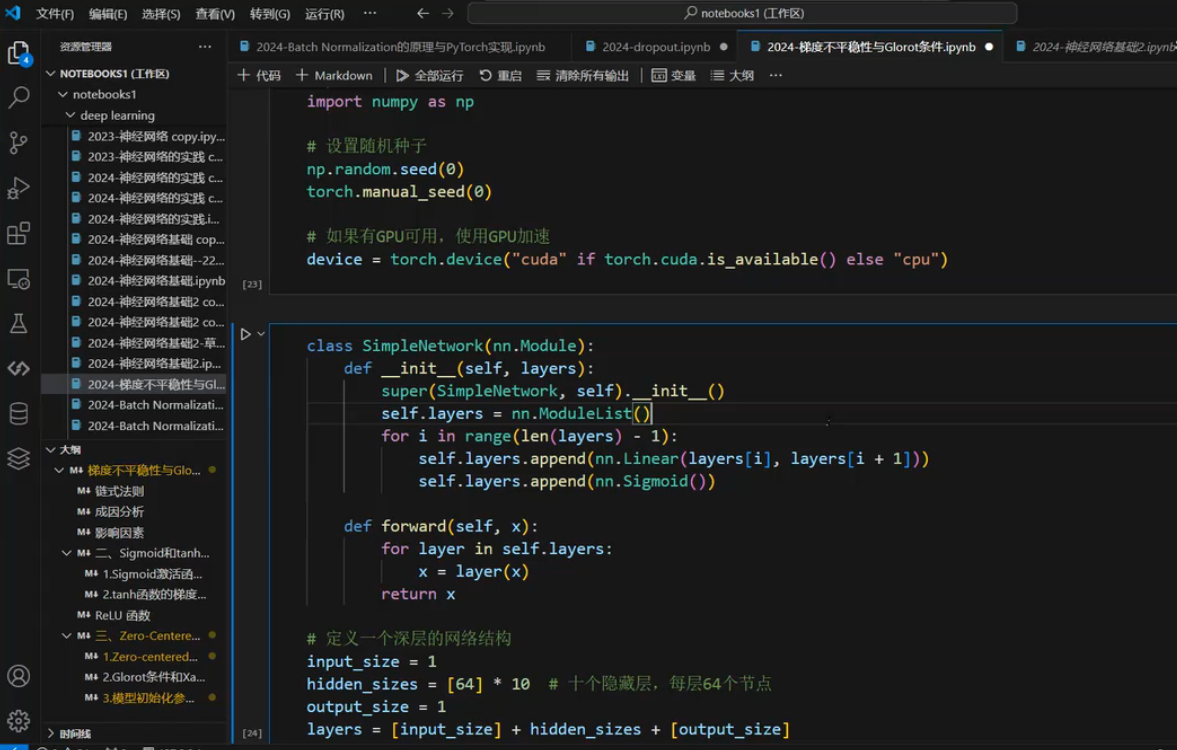 文件(F) 编辑(E) 选择(S) 查看(V) 转到(G) 运行(R) ··· ← → notebooks1 (工作区)
资源管理器 ···
2024-Batch Normalization的原理与PyTorch实现.ipynb 2024-dropout.ipynb ● 2024-梯度不平稳性与Glorot条件.ipynb ● 2024-神经网络基础2.ipynb
+ 代码 + Markdown 全部运行 重启 清除所有输出 变量 大纲 ···
4
NOTEBOOKS1 (工作区)
notebooks1
deep learning
2023-神经网络 copy.ipy...
2023-神经网络的实践 c...
2024-神经网络的实践 c...
2024-神经网络的实践 c...
2024-神经网络的实践.i...
2024-神经网络基础 cop...
2024-神经网络基础--22...
2024-神经网络基础.ipynb
2024-神经网络基础2 co...
2024-神经网络基础2 co...
2024-神经网络基础2-草...
2024-神经网络基础2.ip...
2024-梯度不平稳性与Gl...
2024-Batch Normalizati...
2024-Batch Normalizati...
大纲
M↓ 梯度不平稳性与Glo... ●
M↓ 链式法则
M↓ 成因分析
M↓ 影响因素
M↓ 二、Sigmoid和tanh...
M↓ 1.Sigmoid激活函...
M↓ 2.tanh函数的梯度...
M↓ ReLU 函数
M↓ 三、Zero-Centere... ●
M↓ 1.Zero-centered... ●
M↓ 2.Glorot条件和Xa...
M↓ 3.模型初始化参... ●
时间线
import numpy as np
# 设置随机种子
np.random.seed(0)
torch.manual_seed(0)
# 如果有GPU可用，使用GPU加速
device = torch.device("cuda" if torch.cuda.is_available() else "cpu")
[23]
class SimpleNetwork(nn.Module):
def __init__(self, layers):
super(SimpleNetwork, self).__init__()
self.layers = nn.ModuleList()
for i in range(len(layers) - 1):
self.layers.append(nn.Linear(layers[i], layers[i + 1]))
self.layers.append(nn.Sigmoid())
def forward(self, x):
for layer in self.layers:
x = layer(x)
return x
# 定义一个深层的网络结构
input_size = 1
hidden_sizes = [64] * 10 # 十个隐藏层，每层64个节点
output_size = 1
layers = [input_size] + hidden_sizes + [output_size]
[24]